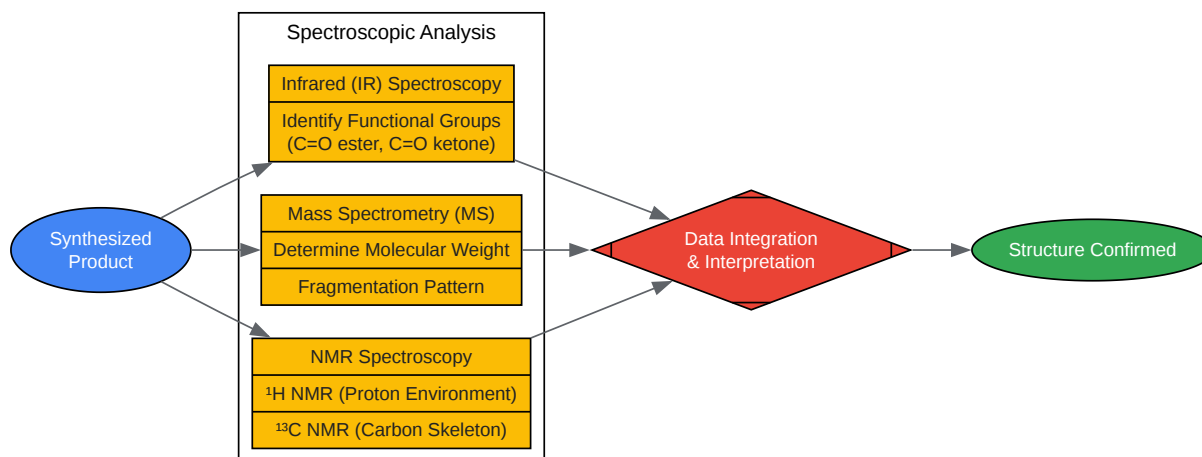 Spectroscopic Analysis
Infrared (IR) Spectroscopy
Identify Functional Groups
(C=O ester, C=O ketone)
Mass Spectrometry (MS)
Determine Molecular Weight
Fragmentation Pattern
NMR Spectroscopy
¹H NMR (Proton Environment)
¹³C NMR (Carbon Skeleton)
Synthesized
Product
Data Integration
& Interpretation
Structure Confirmed